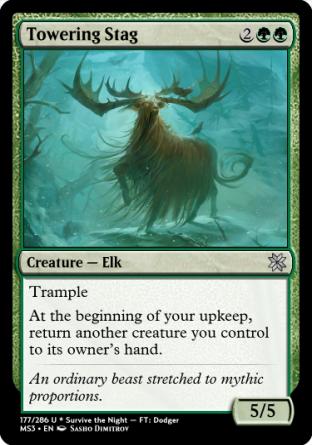 Towering Stag 2
Creature — Elk
Trample
At the beginning of your upkeep,
return another creature you control
to its owner's hand.
An ordinary beast stretched to mythic
proportions.
5/5
177/286 U * Survive the Night — FT: Dodger
MS3 • EN Sasho Dimitrov